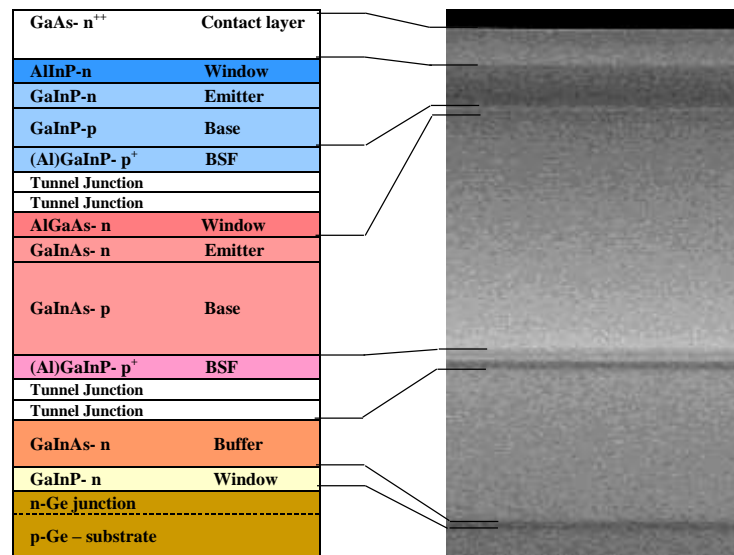 GaAs- n++ Contact layer
AlInP-n Window
GaInP-n Emitter
GaInP-p Base
(Al)GaInP- p+ BSF
Tunnel Junction
Tunnel Junction
AlGaAs- n Window
GaInAs- n Emitter
GaInAs- p Base
(Al)GaInP- p+ BSF
Tunnel Junction
Tunnel Junction
GaInAs- n Buffer
GaInP- n Window
n-Ge junction
p-Ge – substrate